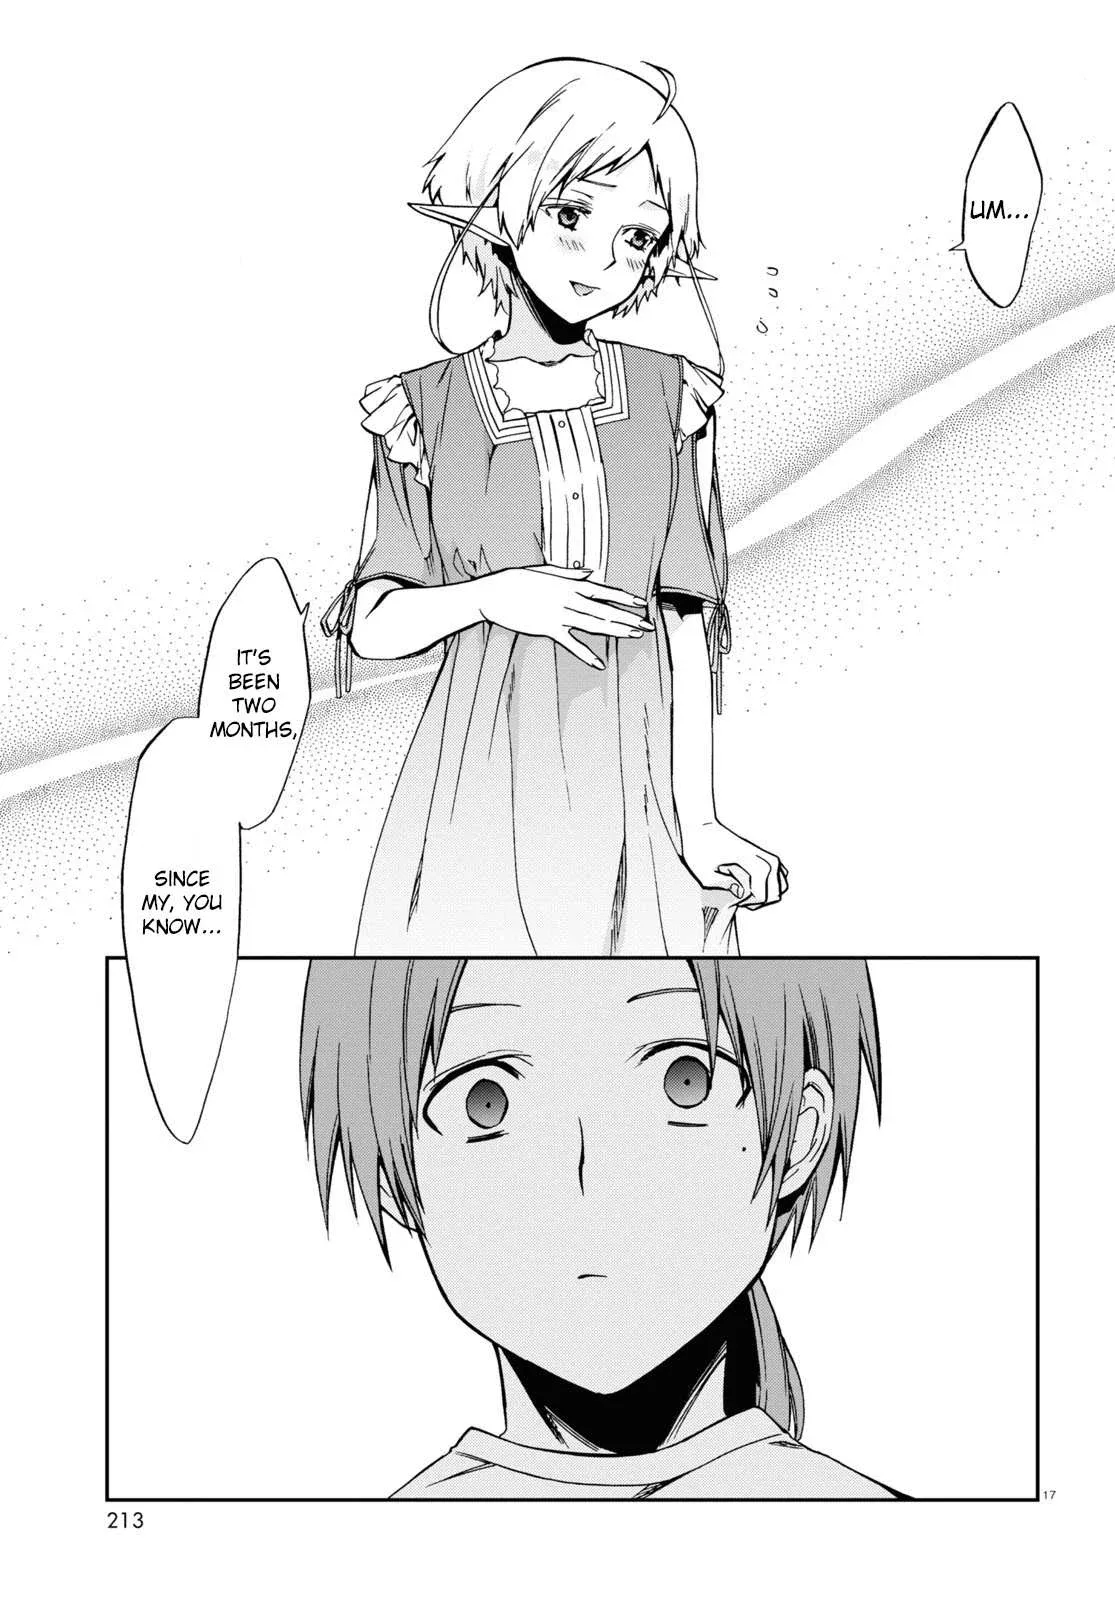 UM...
IT'S
BEEN
TWO
MONTHS,
SINCE
MY, YOU
KNOW...
17
213